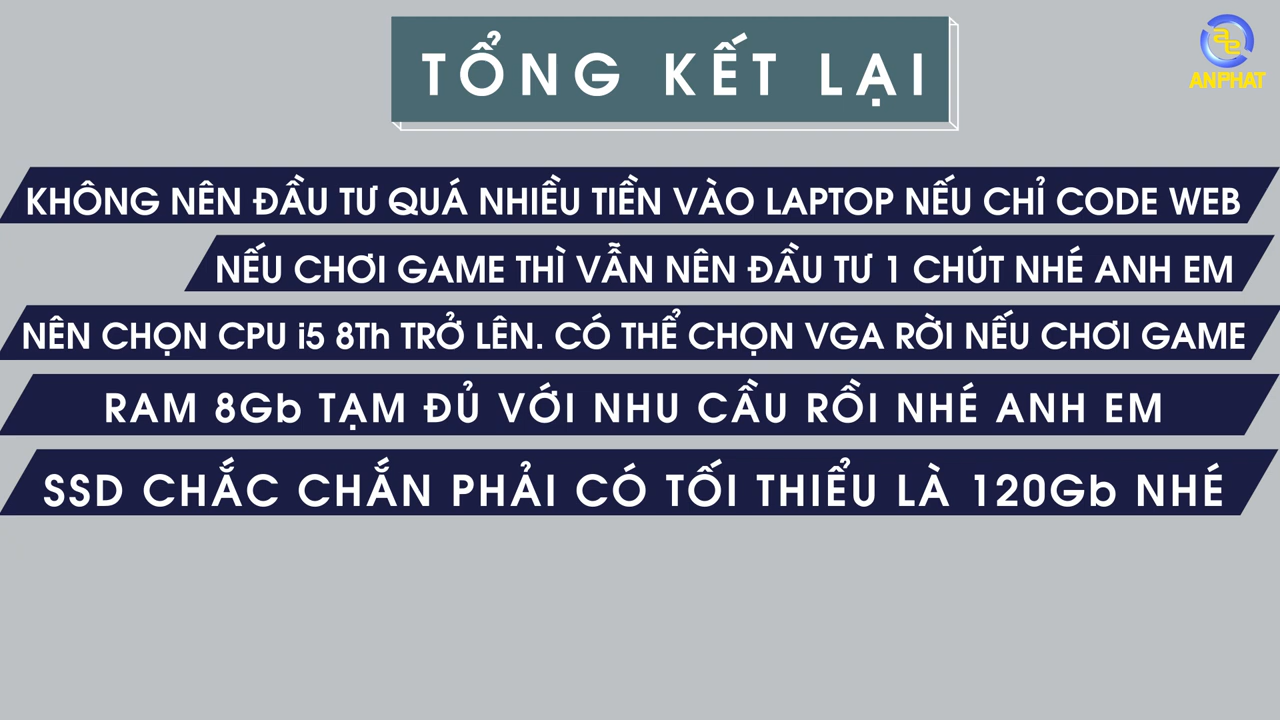 TỔNG KẾT LẠI
ANPHAT
KHÔNG NÊN ĐẦU TƯ QUÁ NHIỀU TIỀN VÀO LAPTOP NẾU CHỈ CODE WEB
NẾU CHƠI GAME THÌ VẪN NÊN ĐẦU TƯ 1 CHÚT NHÉ ANH EM
NÊN CHỌN CPU i5 8Th TRỞ LÊN. CÓ THỂ CHỌN VGA RỜI NẾU CHƠI GAME
RAM 8Gb TẠM ĐỦ VỚI NHU CẦU RỒI NHÉ ANH EM
SSD CHẮC CHẮN PHẢI CÓ TỐI THIỂU LÀ 120Gb NHÉ